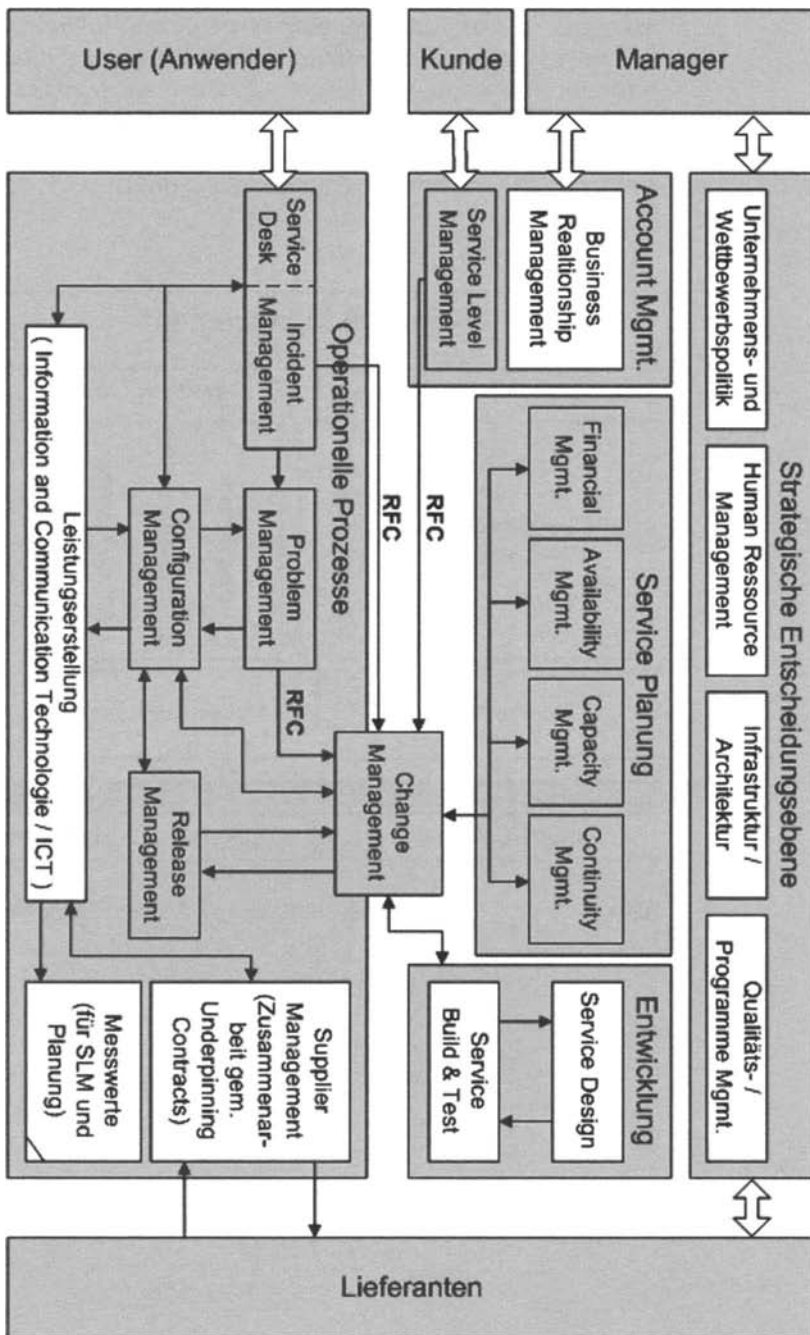 Manager
Kunde
User (Anwender)
Strategische Entscheidungsebene
Unternehmens- und
Wettbewerbspolitik
Human Ressource
Management
Infrastruktur /
Architektur
Qualitäts- /
Programme Mgmt.
Account Mgmt.
Business
Realtionship
Management
Service Level
Management
Service Planung
Financial
Mgmt.
Availability
Mgmt.
Capacity
Mgmt.
Continuity
Mgmt.
Entwicklung
Service Design
Service
Build & Test
RFC
RFC
Change
Management
Operationelle Prozesse
Service
Desk
Incident
Management
Problem
Management
RFC
Configuration
Management
Release
Management
Supplier
Management
(Zusammenar-
beit gem.
Underpinning
Contracts)
Leistungserstellung
( Information and Communication Technologie / ICT )
Messwerte
(für SLM und
Planung)
Lieferanten